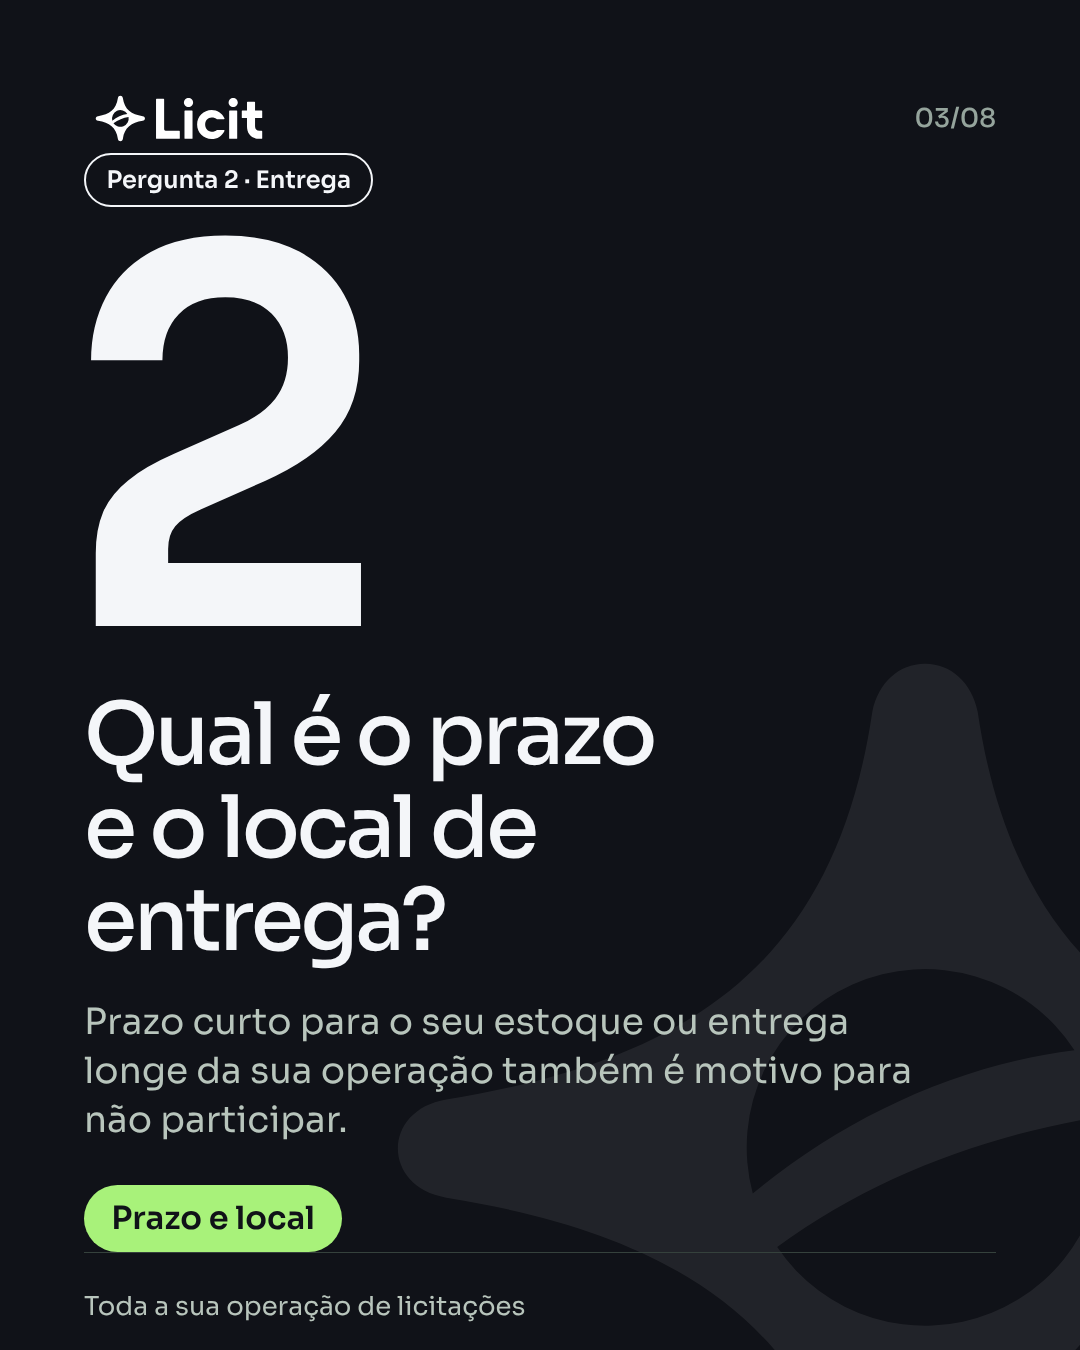 Licit
03/08
Pergunta 2 · Entrega
2
Qual é o prazo
e o local de
entrega?
Prazo curto para o seu estoque ou entrega
longe da sua operação também é motivo para
não participar.
Prazo e local
Toda a sua operação de licitações